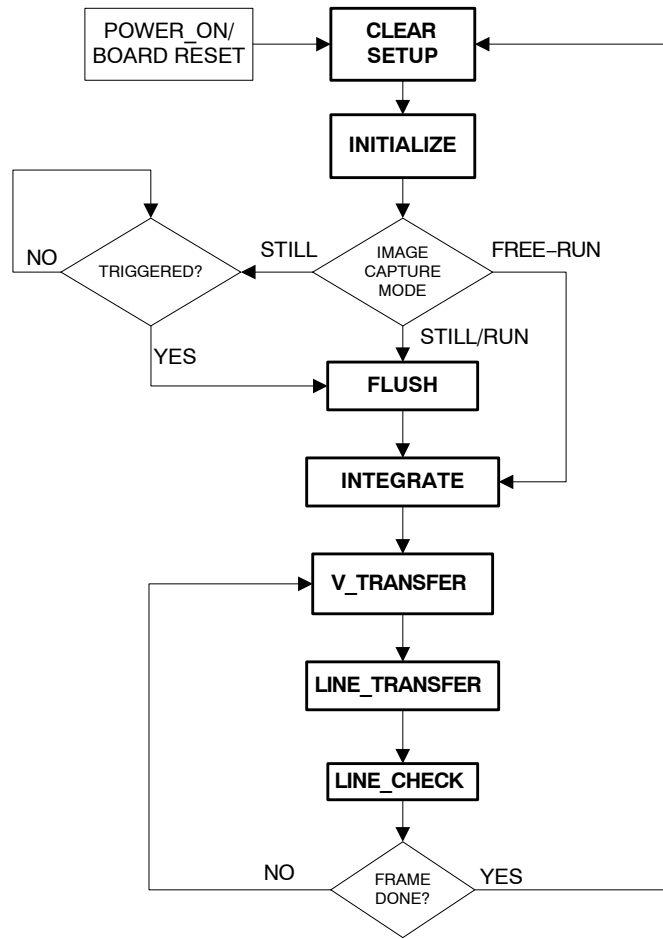 POWER_ON/
BOARD RESET
CLEAR
SETUP
INITIALIZE
NO
TRIGGERED?
STILL
IMAGE
CAPTURE
MODE
FREE−RUN
YES
STILL/RUN
FLUSH
INTEGRATE
V_TRANSFER
LINE_TRANSFER
LINE_CHECK
NO
FRAME
DONE?
YES